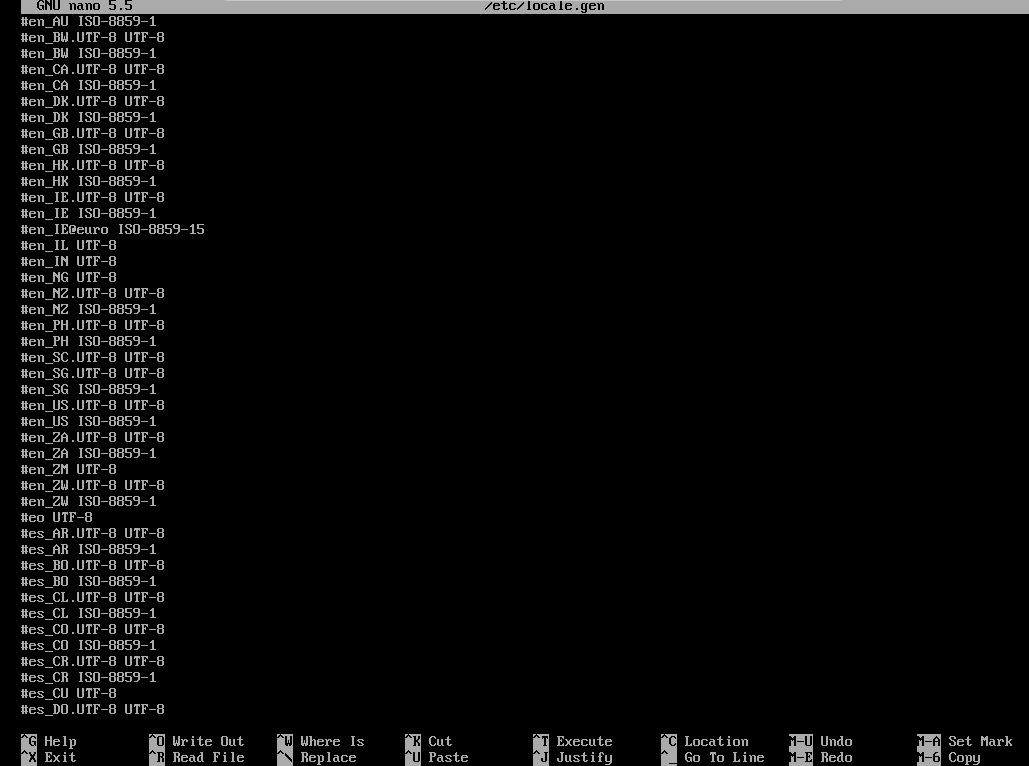 GNU nano 5.5 /etc/locale.gen
#en_AU ISO-8859-1
#en_BW.UTF-8 UTF-8
#en_BW ISO-8859-1
#en_CA.UTF-8 UTF-8
#en_CA ISO-8859-1
#en_DK.UTF-8 UTF-8
#en_DK ISO-8859-1
#en_GB.UTF-8 UTF-8
#en_GB ISO-8859-1
#en_HK.UTF-8 UTF-8
#en_HK ISO-8859-1
#en_IE.UTF-8 UTF-8
#en_IE ISO-8859-1
#en_IE@euro ISO-8859-15
#en_IL UTF-8
#en_IN UTF-8
#en_NG UTF-8
#en_NZ.UTF-8 UTF-8
#en_NZ ISO-8859-1
#en_PH.UTF-8 UTF-8
#en_PH ISO-8859-1
#en_SC.UTF-8 UTF-8
#en_SG.UTF-8 UTF-8
#en_SG ISO-8859-1
#en_US.UTF-8 UTF-8
#en_US ISO-8859-1
#en_ZA.UTF-8 UTF-8
#en_ZA ISO-8859-1
#en_ZM UTF-8
#en_ZW.UTF-8 UTF-8
#en_ZW ISO-8859-1
#eo UTF-8
#es_AR.UTF-8 UTF-8
#es_AR ISO-8859-1
#es_BO.UTF-8 UTF-8
#es_BO ISO-8859-1
#es_CL.UTF-8 UTF-8
#es_CL ISO-8859-1
#es_CO.UTF-8 UTF-8
#es_CO ISO-8859-1
#es_CR.UTF-8 UTF-8
#es_CR ISO-8859-1
#es_CU UTF-8
#es_DO.UTF-8 UTF-8
^G Help ^O Write Out ^W Where Is ^K Cut ^T Execute ^C Location M-U Undo M-A Set Mark
^X Exit ^R Read File ^\ Replace ^U Paste ^J Justify ^_ Go To Line M-E Redo M-6 Copy